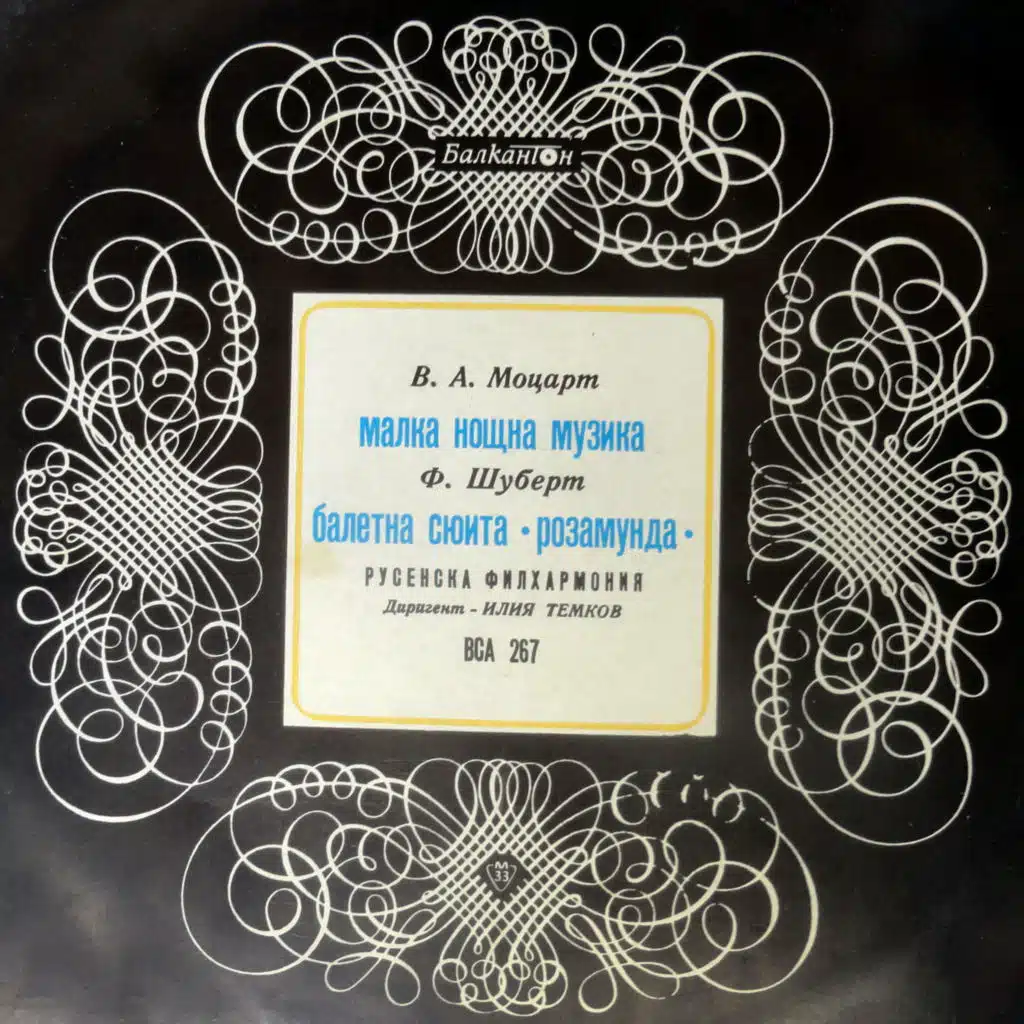 Балкантон
В. А. Моцарт
МАЛКА НОЩНА МУЗИКА
Ф. Шуберт
БАЛЕТНА СЮИТА • РОЗАМУНДА •
РУСЕНСКА ФИЛХАРМОНИЯ
Диригент - ИЛИЯ ТЕМКОВ
ВСА 267
М
33